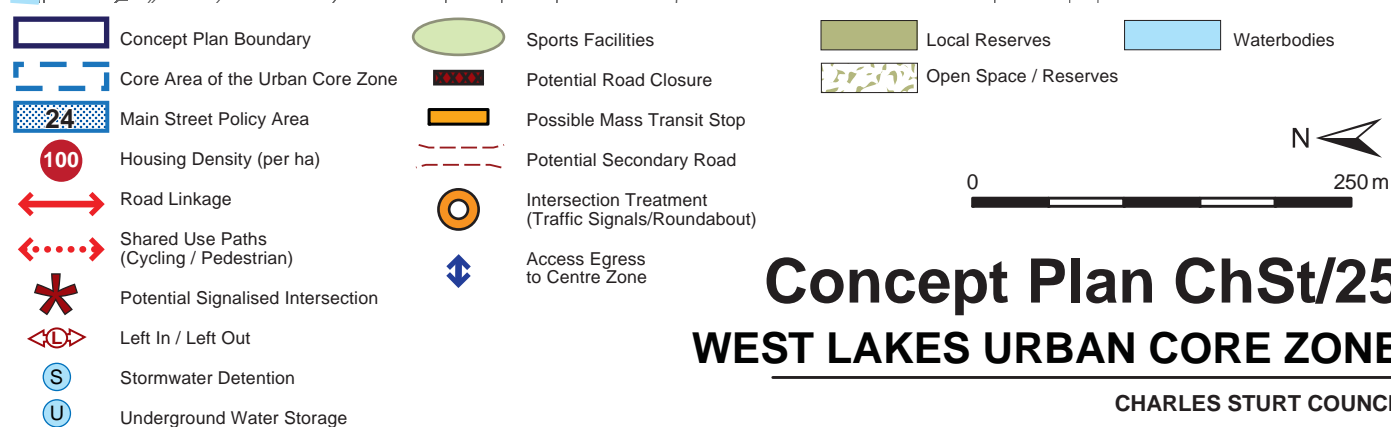 Concept Plan Boundary
Core Area of the Urban Core Zone
24
Main Street Policy Area
100
Housing Density (per ha)
Road Linkage
Shared Use Paths
(Cycling / Pedestrian)
Potential Signalised Intersection
L
Left In / Left Out
S
Stormwater Detention
U
Underground Water Storage
Sports Facilities
Potential Road Closure
Possible Mass Transit Stop
Potential Secondary Road
Intersection Treatment
(Traffic Signals/Roundabout)
Access Egress
to Centre Zone
Local Reserves
Open Space / Reserves
Waterbodies
N
0 250 m
Concept Plan ChSt/25
WEST LAKES URBAN CORE ZONE
CHARLES STURT COUNCI